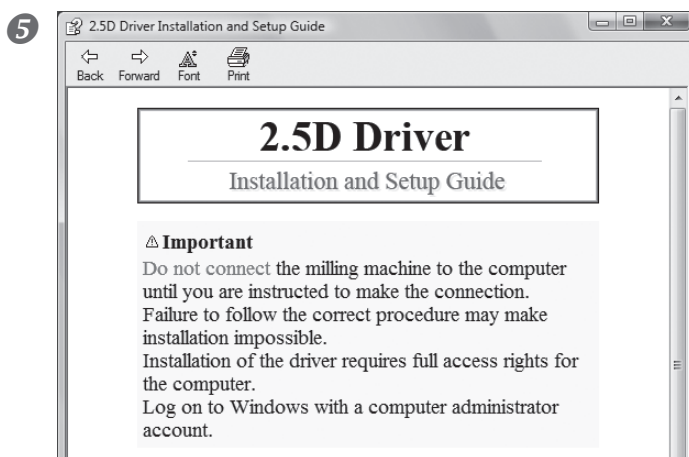 5
2.5D Driver Installation and Setup Guide
Back Forward Font Print
2.5D Driver
Installation and Setup Guide
Important
Do not connect the milling machine to the computer
until you are instructed to make the connection.
Failure to follow the correct procedure may make
installation impossible.
Installation of the driver requires full access rights for
the computer.
Log on to Windows with a computer administrator
account.